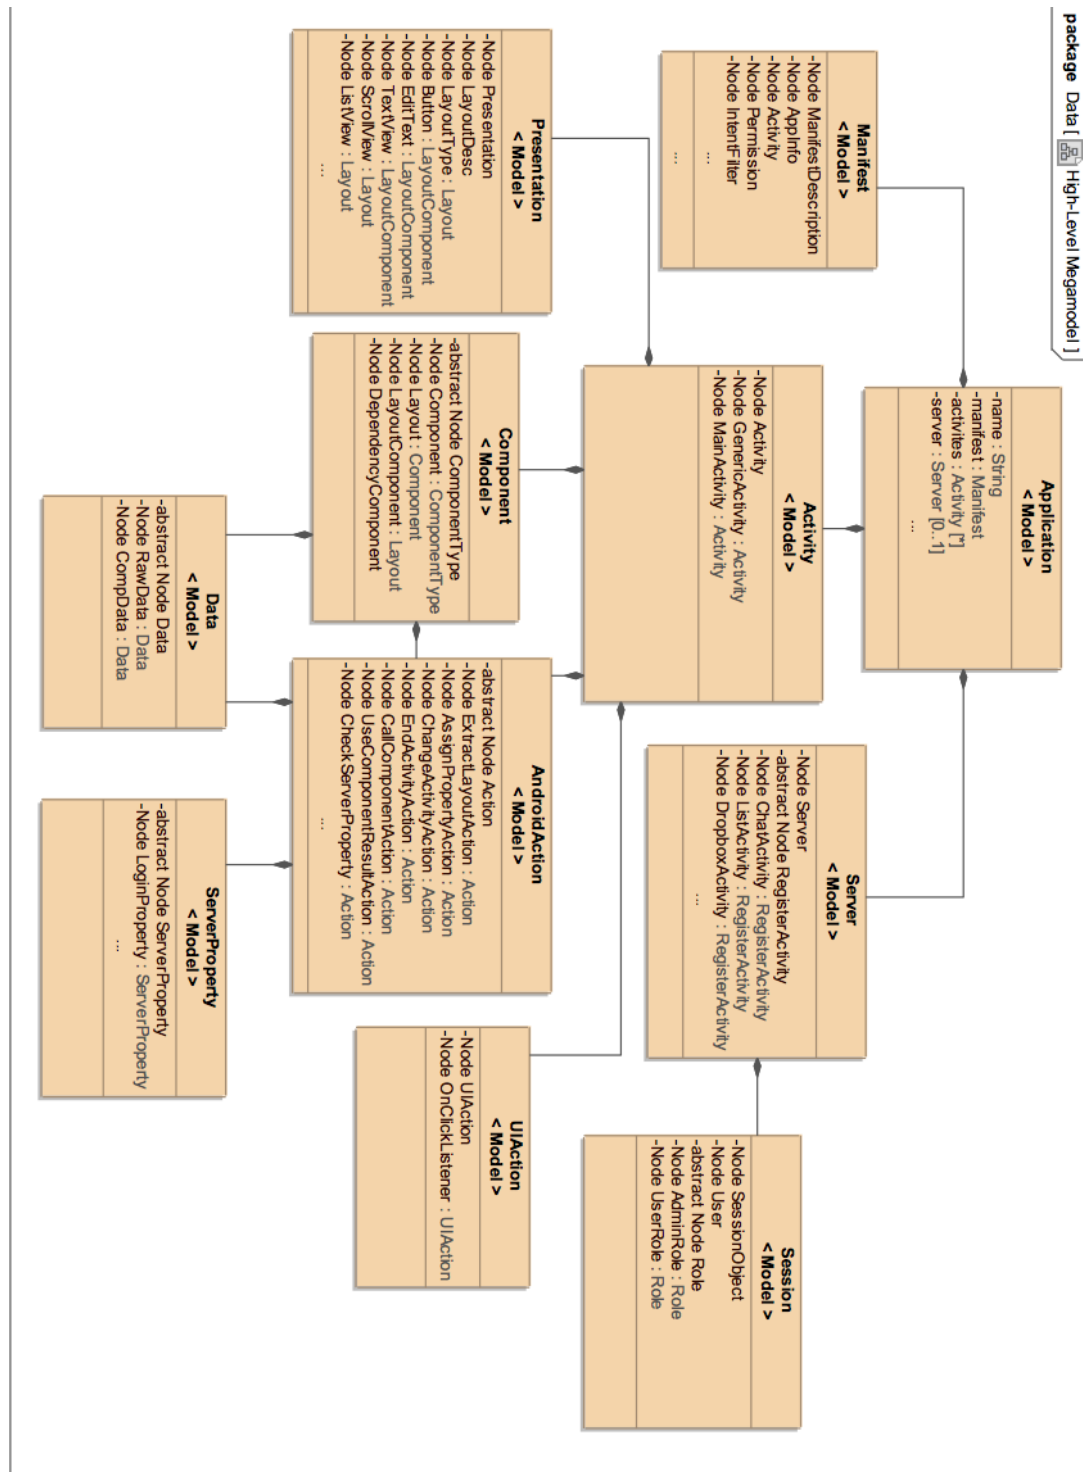 package Data [ High-Level Megamodel ]
Application
< Model >
-name : String
-manifest : Manifest
-activites : Activity [*]
-server : Server [0..1]
...
Manifest
< Model >
-Node ManifestDescription
-Node AppInfo
-Node Activity
-Node Permission
-Node IntentFilter
...
...
Activity
< Model >
-Node Activity
-Node GenericActivity : Activity
-Node MainActivity : Activity
Server
< Model >
-Node Server
-abstract Node RegisterActivity
-Node ChatActivity : RegisterActivity
-Node ListActivity : RegisterActivity
-Node DropboxActivity : RegisterActivity
...
Session
< Model >
-Node SessionObject
-Node User
-abstract Node Role
-Node AdminRole : Role
-Node UserRole : Role
Presentation
< Model >
-Node Presentation
-Node LayoutDesc
-Node LayoutType : Layout
-Node Button : LayoutComponent
-Node EditText : LayoutComponent
-Node TextView : LayoutComponent
-Node ScrollView : Layout
-Node ListView : Layout
...
Component
< Model >
-abstract Node ComponentType
-Node Component : ComponentType
-Node Layout : Component
-Node LayoutComponent : Layout
-Node DependencyComponent
AndroidAction
< Model >
-abstract Node Action
-Node ExtractLayoutAction : Action
-Node AssignPropertyAction : Action
-Node ChangeActivityAction : Action
-Node EndActivityAction : Action
-Node CallComponentAction : Action
-Node UseComponentResultAction : Action
-Node CheckServerProperty : Action
...
UIAction
< Model >
-Node UIAction
-Node OnClickListener : UIAction
Data
< Model >
-abstract Node Data
-Node RawData : Data
-Node CompData : Data
ServerProperty
< Model >
-abstract Node ServerProperty
-Node LoginProperty : ServerProperty
...